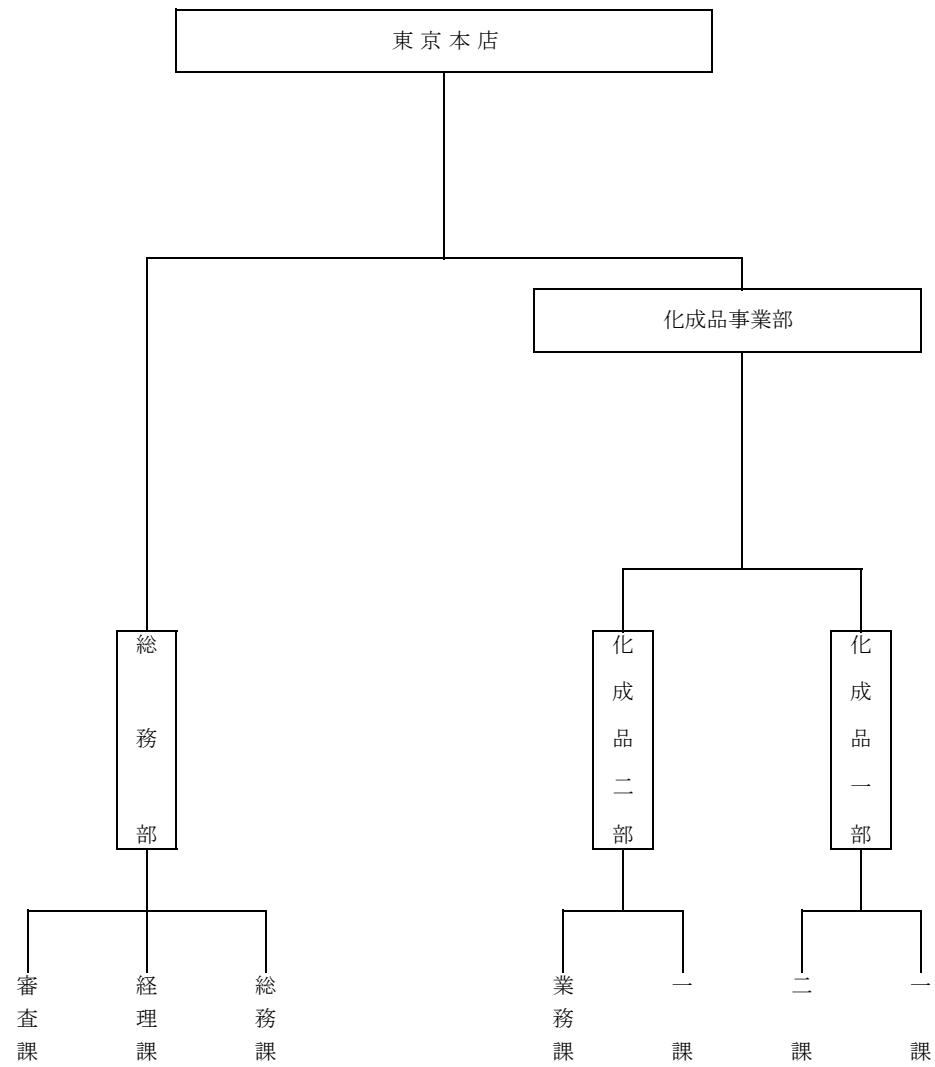 東京本店
化成品事業部
化成品一部
化成品二部
総務部
一課
二課
一課
業務課
総務課
経理課
審査課